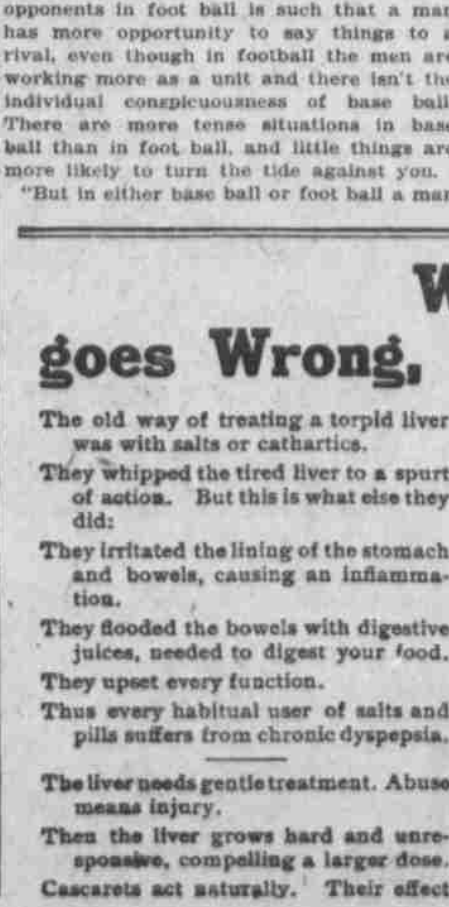 opponents in foot ball is such that a man
has more opportunity to say things to a
rival, even though in football the men are
working more as a unit and there isn't the
individual conspicuousness of base ball.
There are more tense situations in base
ball than in foot ball, and little things are
more likely to turn the tide against you.
"But in either base ball or foot ball a man
W
goes Wrong,
The old way of treating a torpid liver
was with salts or cathartics.
They whipped the tired liver to a spurt
of action. But this is what else they
did:
They irritated the lining of the stomach
and bowels, causing an inflamma-
tion.
They flooded the bowels with digestive
juices, needed to digest your food.
They upset every function.
Thus every habitual user of salts and
pills suffers from chronic dyspepsia.
The liver needs gentle treatment. Abuse
means injury.
Then the liver grows hard and unre-
sponsive, compelling a larger dose.
Cascarets act naturally. Their effect